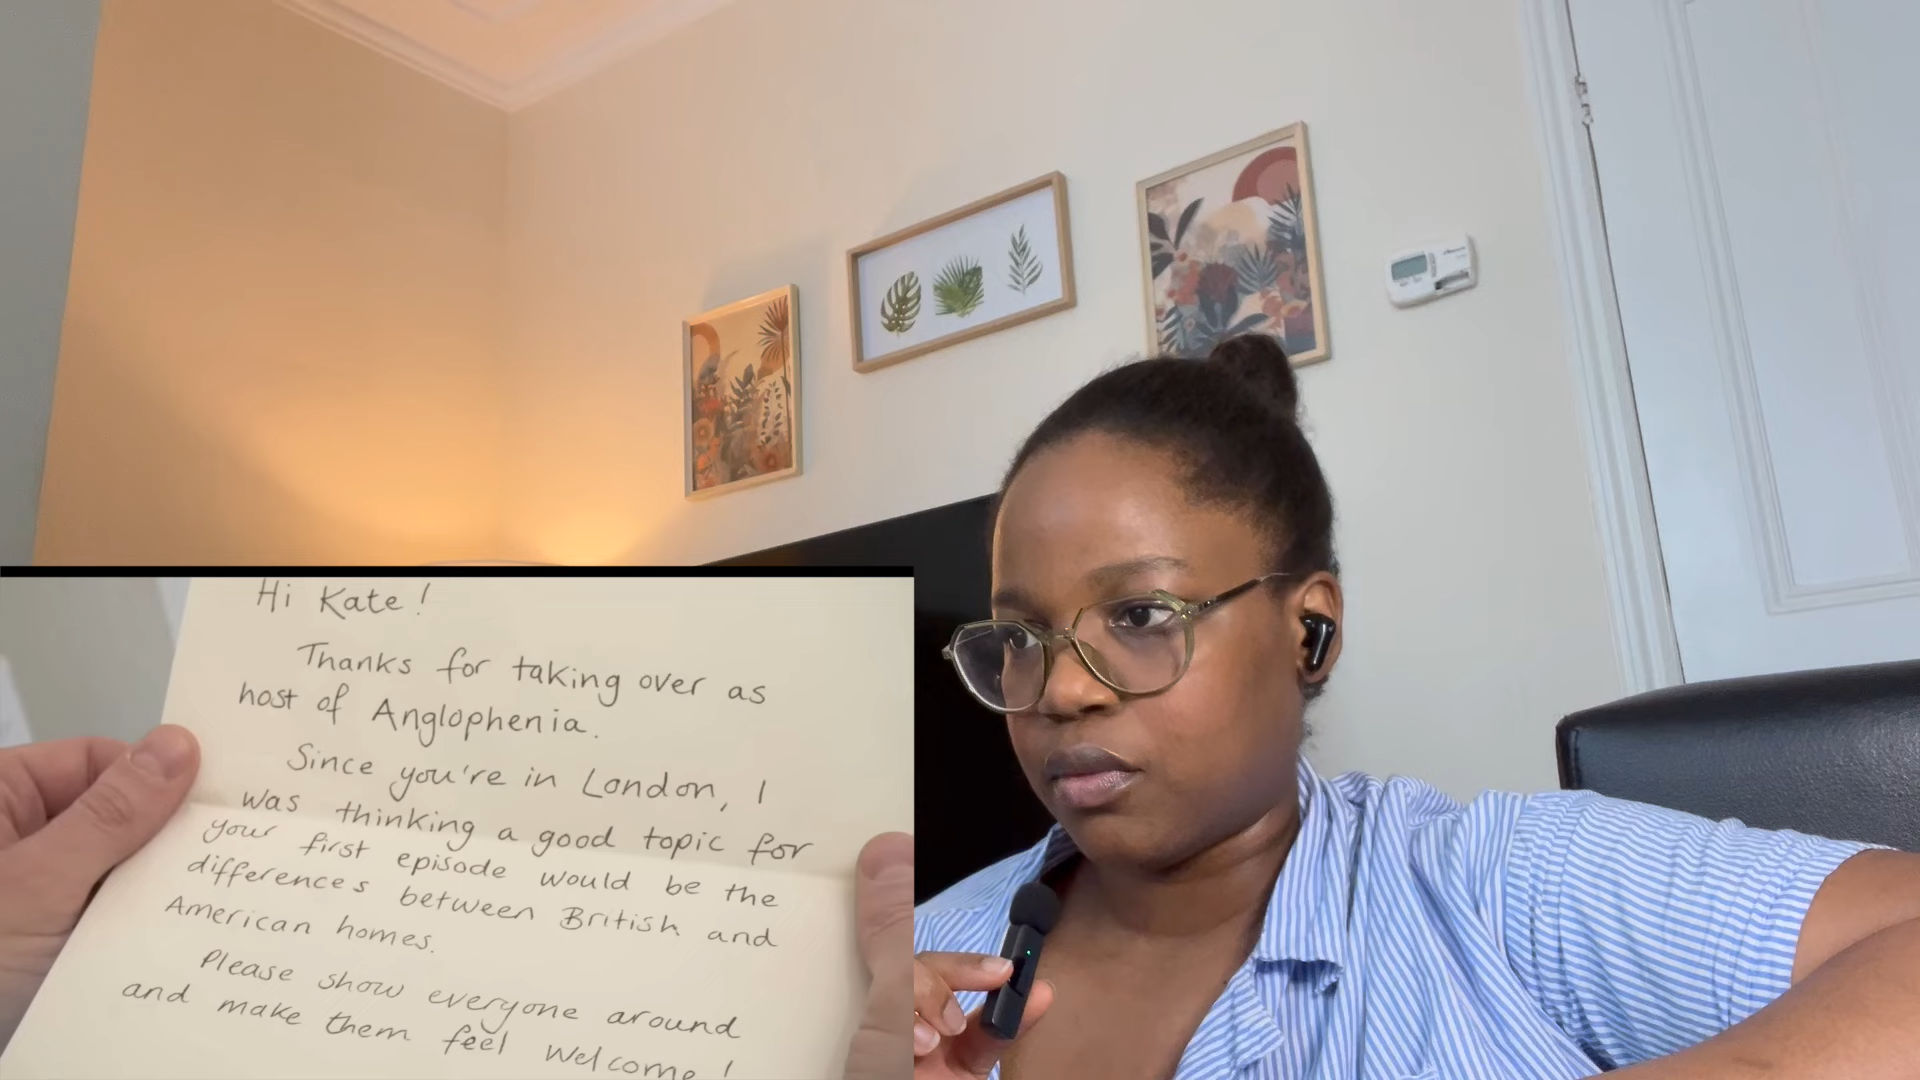 Hi Kate!
Thanks for taking over as
host of Anglophenia.
Since you're in London, I
was thinking a good topic for
your first episode would be the
differences between British and
American homes.
Please show everyone around
and make them feel welcome!